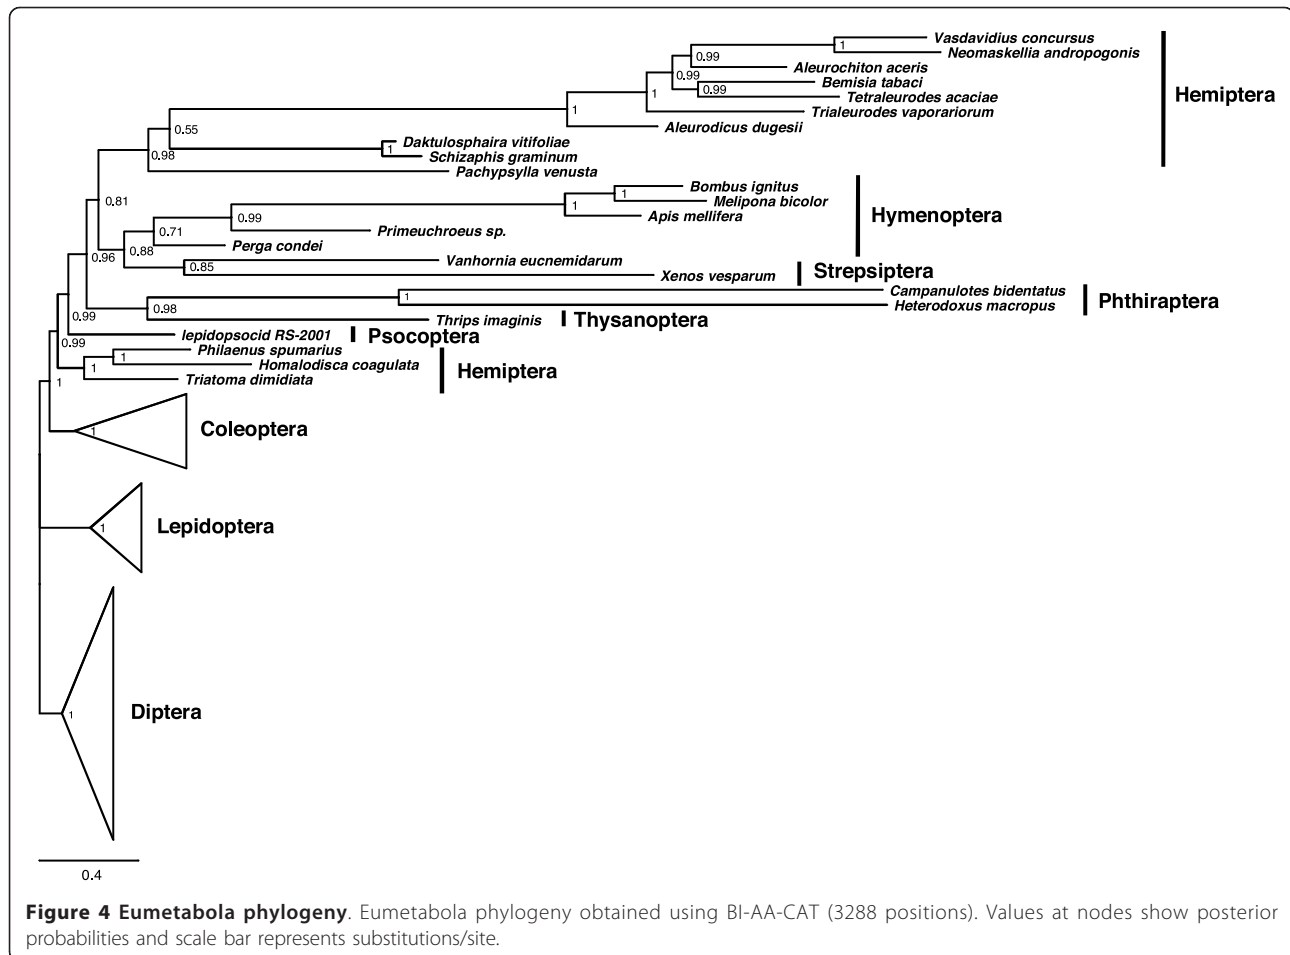 Vasdavidius concursus
1
Neomaskellia andropogonis
0.99
Aleurochiton aceris
0.99
Bemisia tabaci
0.99
Tetraleurodes acaciae
1
Trialeurodes vaporariorum
1
Aleurodicus dugesii
Hemiptera
0.55
Daktulosphaira vitifoliae
1
Schizaphis graminum
0.98
Pachypsylla venusta
0.81
Bombus ignitus
1
Melipona bicolor
1
Apis mellifera
0.99
Primeuchroeus sp.
0.71
Perga condei
Hymenoptera
0.88
0.96
Vanhornia eucnemidarum
0.85
Xenos vesparum
Strepsiptera
Campanulotes bidentatus
1
Heterodoxus macropus
Phthiraptera
0.98
Thrips imaginis
Thysanoptera
0.99
lepidopsocid RS-2001
Psocoptera
0.99
Philaenus spumarius
1
Homalodisca coagulata
1
Triatoma dimidiata
Hemiptera
1
1
Coleoptera
1
Lepidoptera
1
Diptera
0.4
Figure 4 Eumetabola phylogeny. Eumetabola phylogeny obtained using BI-AA-CAT (3288 positions). Values at nodes show posterior
probabilities and scale bar represents substitutions/site.